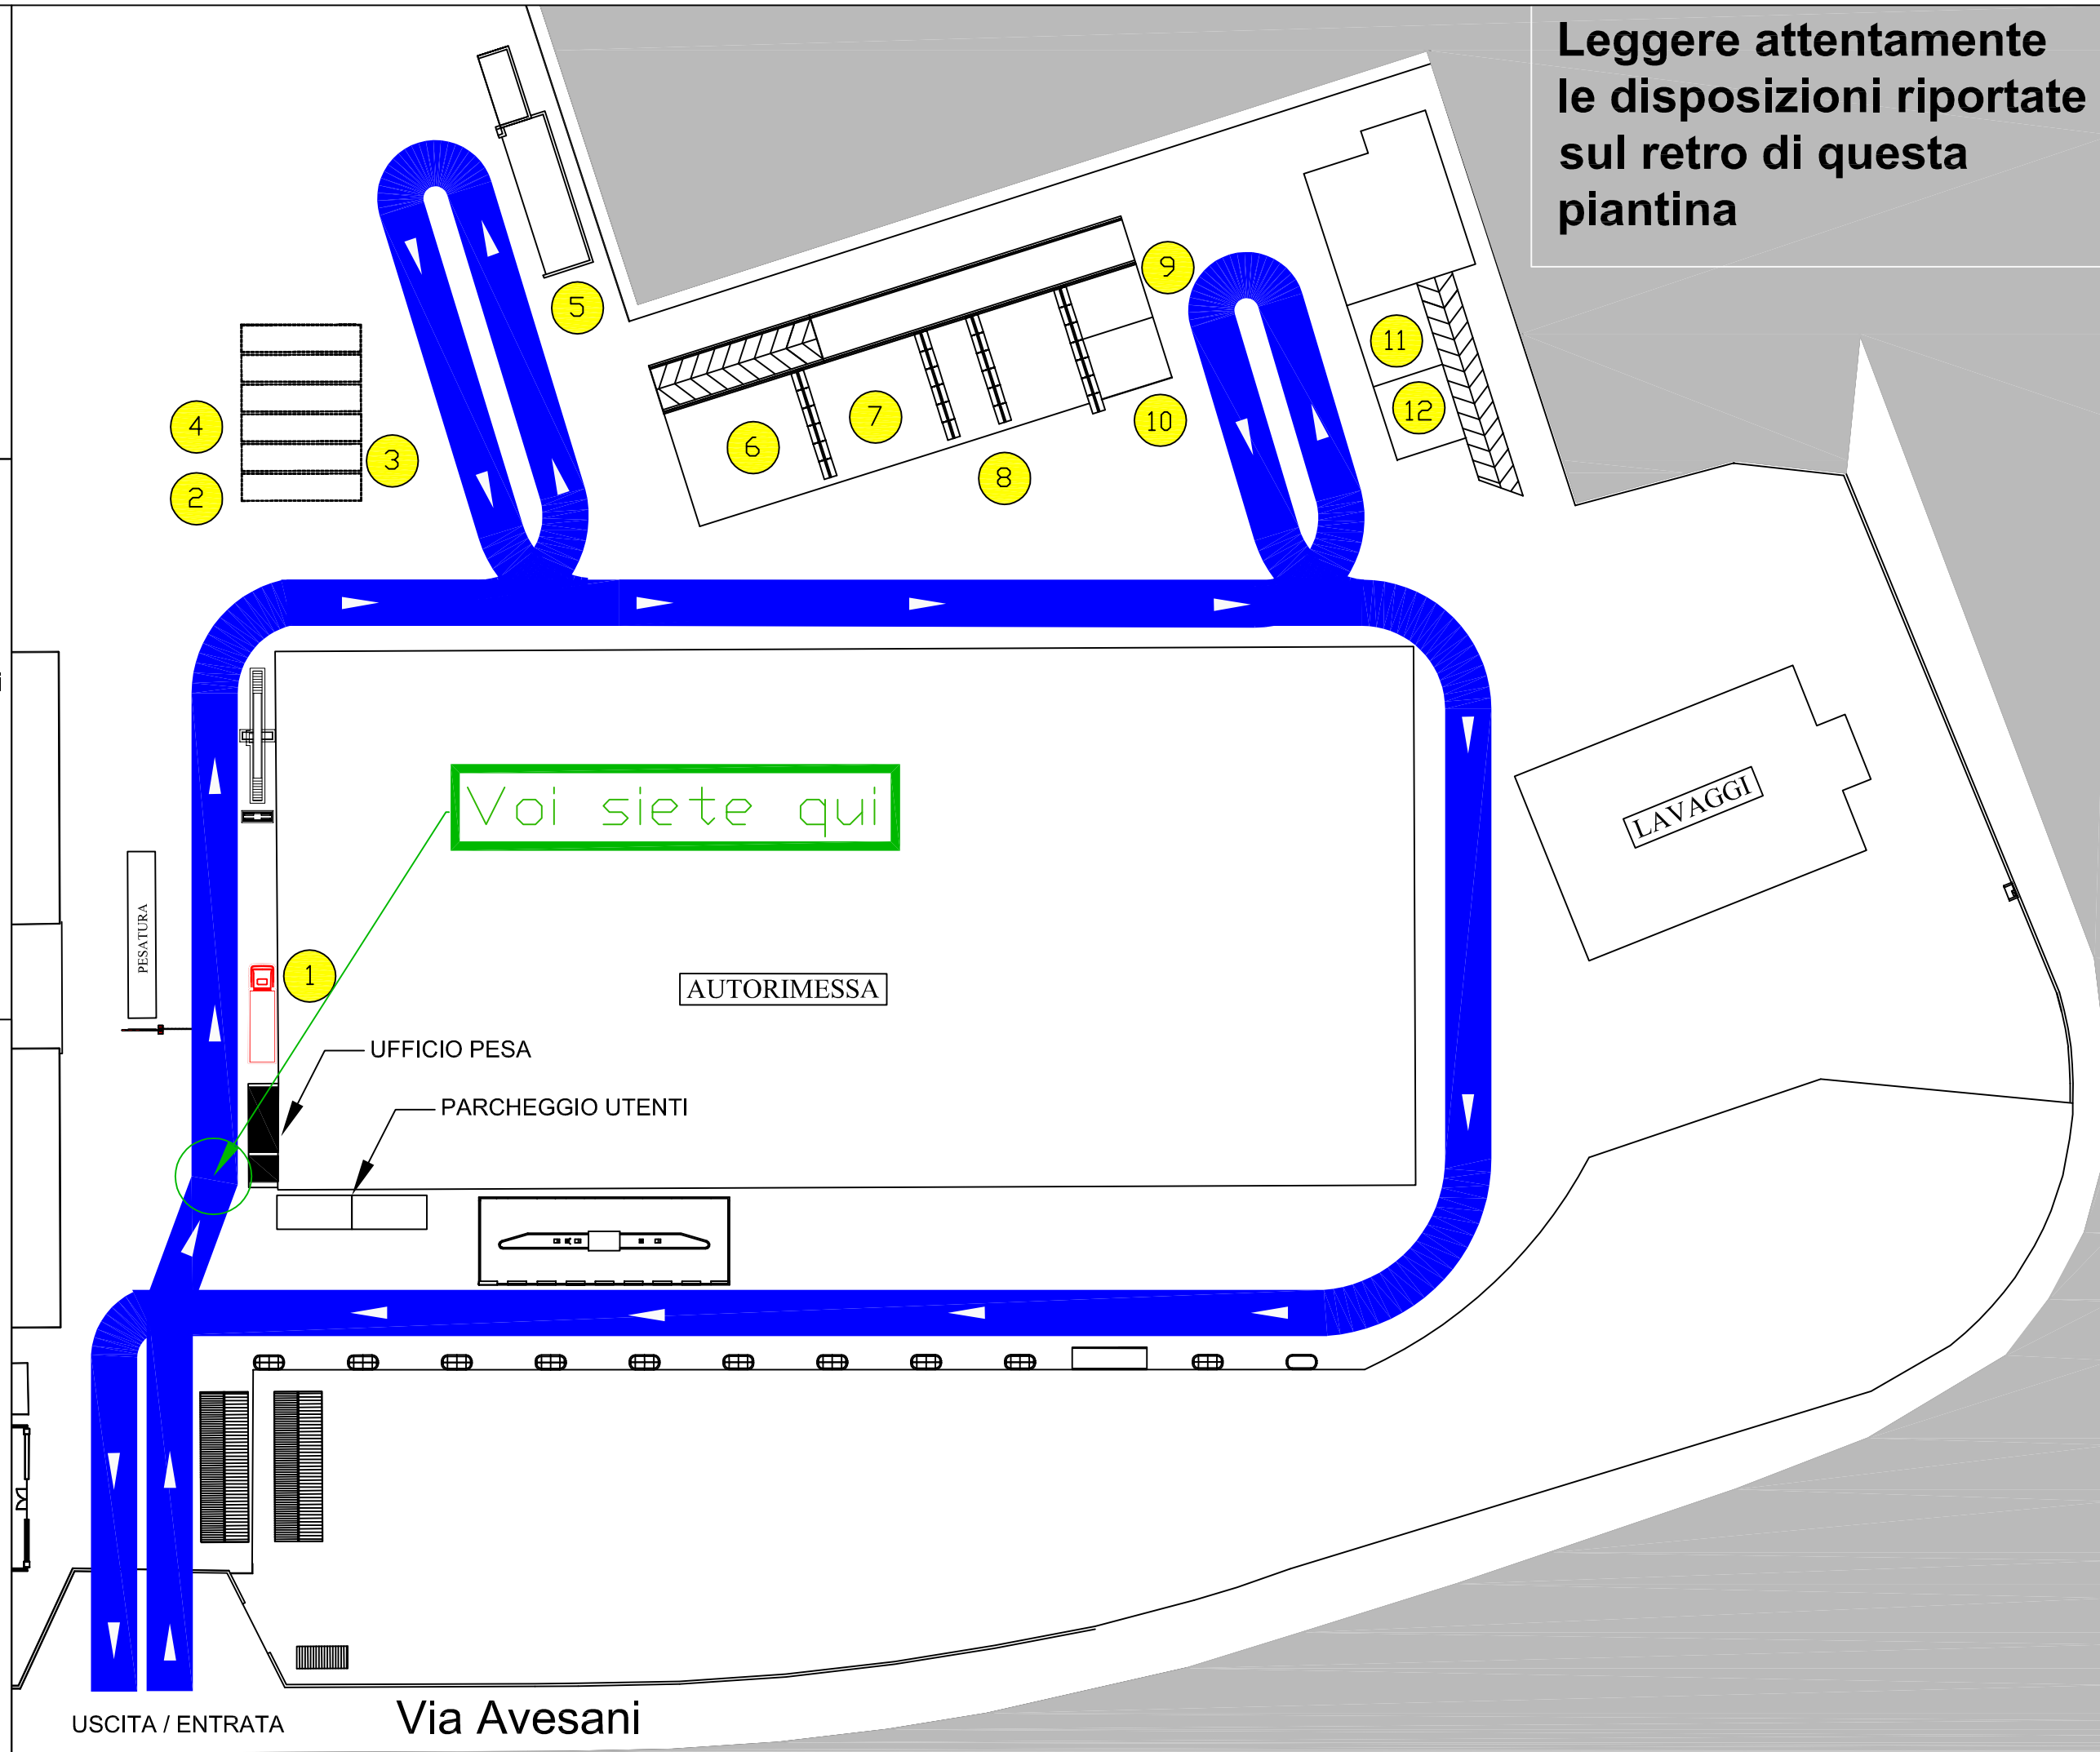 Leggere attentamente
le disposizioni riportate
sul retro di questa
piantina
5
9
11
12
4
3
2
6
7
8
10
Voi siete qui
LAVAGGI
PESATURA
1
AUTORIMESSA
UFFICIO PESA
PARCHEGGIO UTENTI
USCITA / ENTRATA
Via Avesani